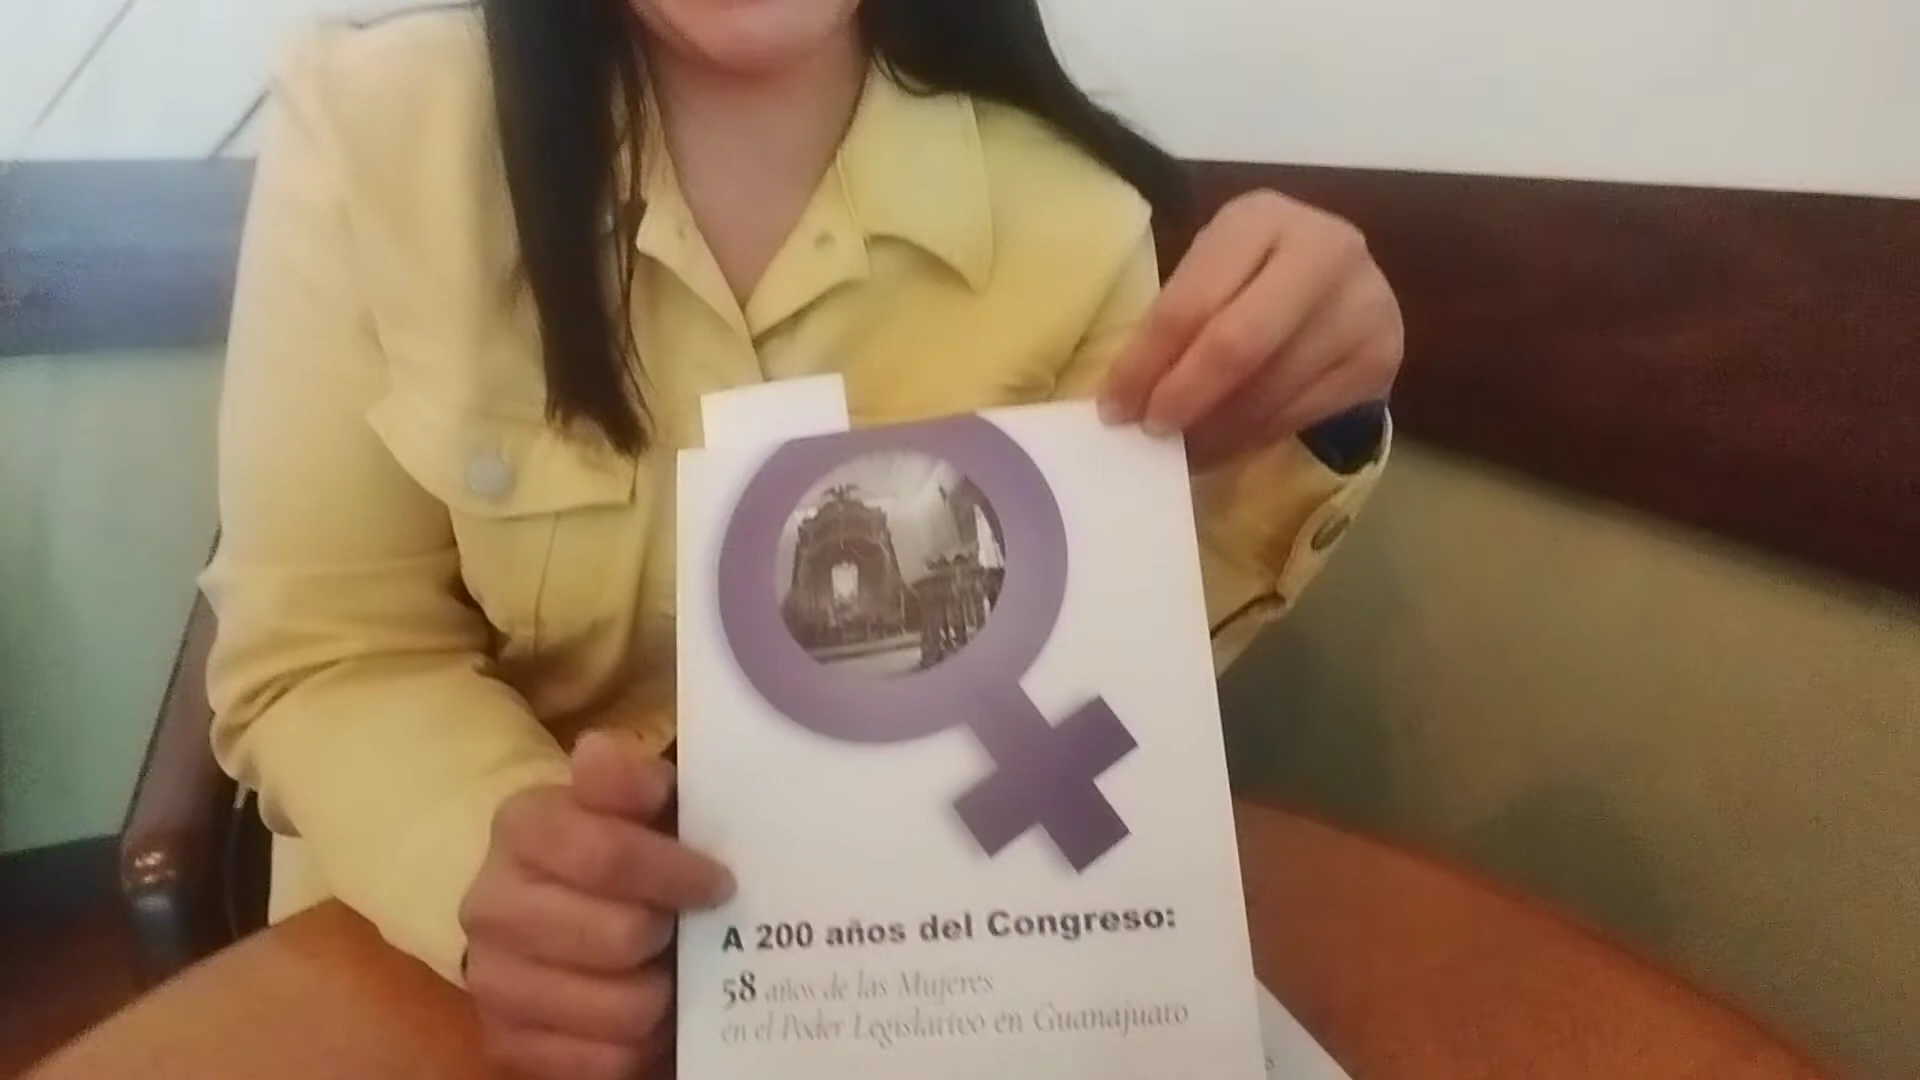 A 200 años del Congreso:
58 años de las Mujeres
en el Poder Legislativo en Guanajuato